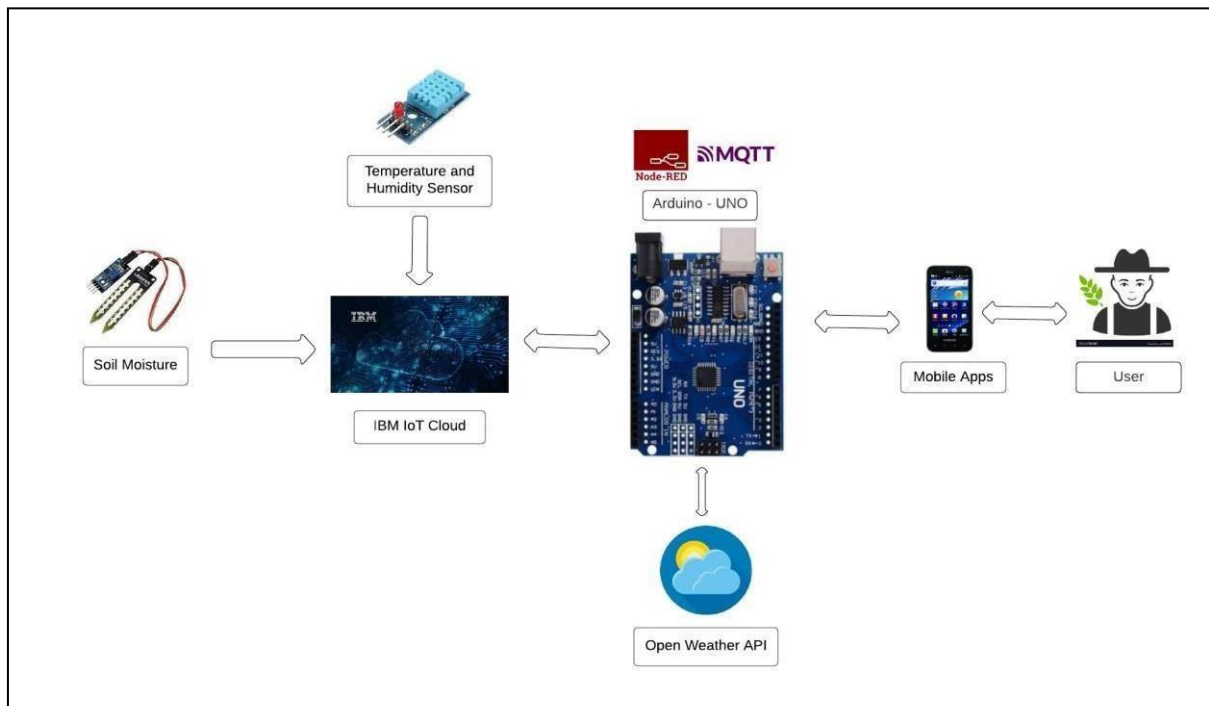 Temperature and
Humidity Sensor
Node-RED
MQTT
Arduino - UNO
Soil Moisture
IBM
IBM IoT Cloud
UNO
Mobile Apps
User
Open Weather API